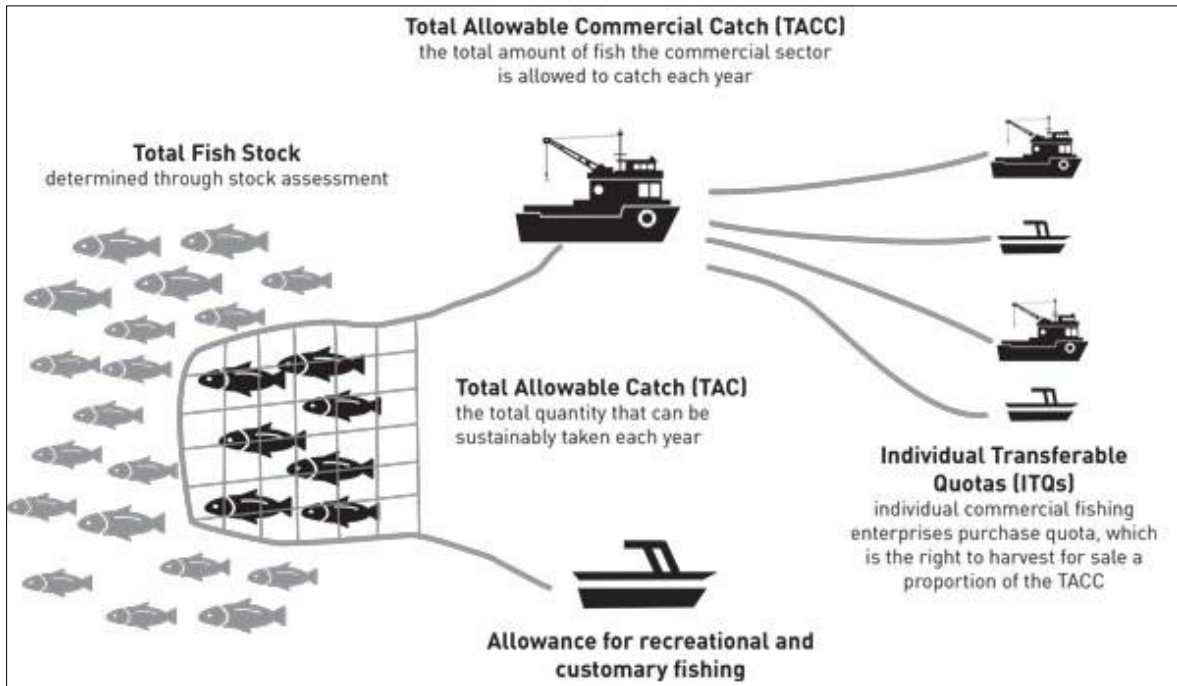 Total Allowable Commercial Catch (TACC)
the total amount of fish the commercial sector
is allowed to catch each year
Total Fish Stock
determined through stock assessment
Total Allowable Catch (TAC)
the total quantity that can be
sustainably taken each year
Individual Transferable
Quotas (ITQs)
individual commercial fishing
enterprises purchase quota, which
is the right to harvest for sale a
proportion of the TACC
Allowance for recreational and
customary fishing